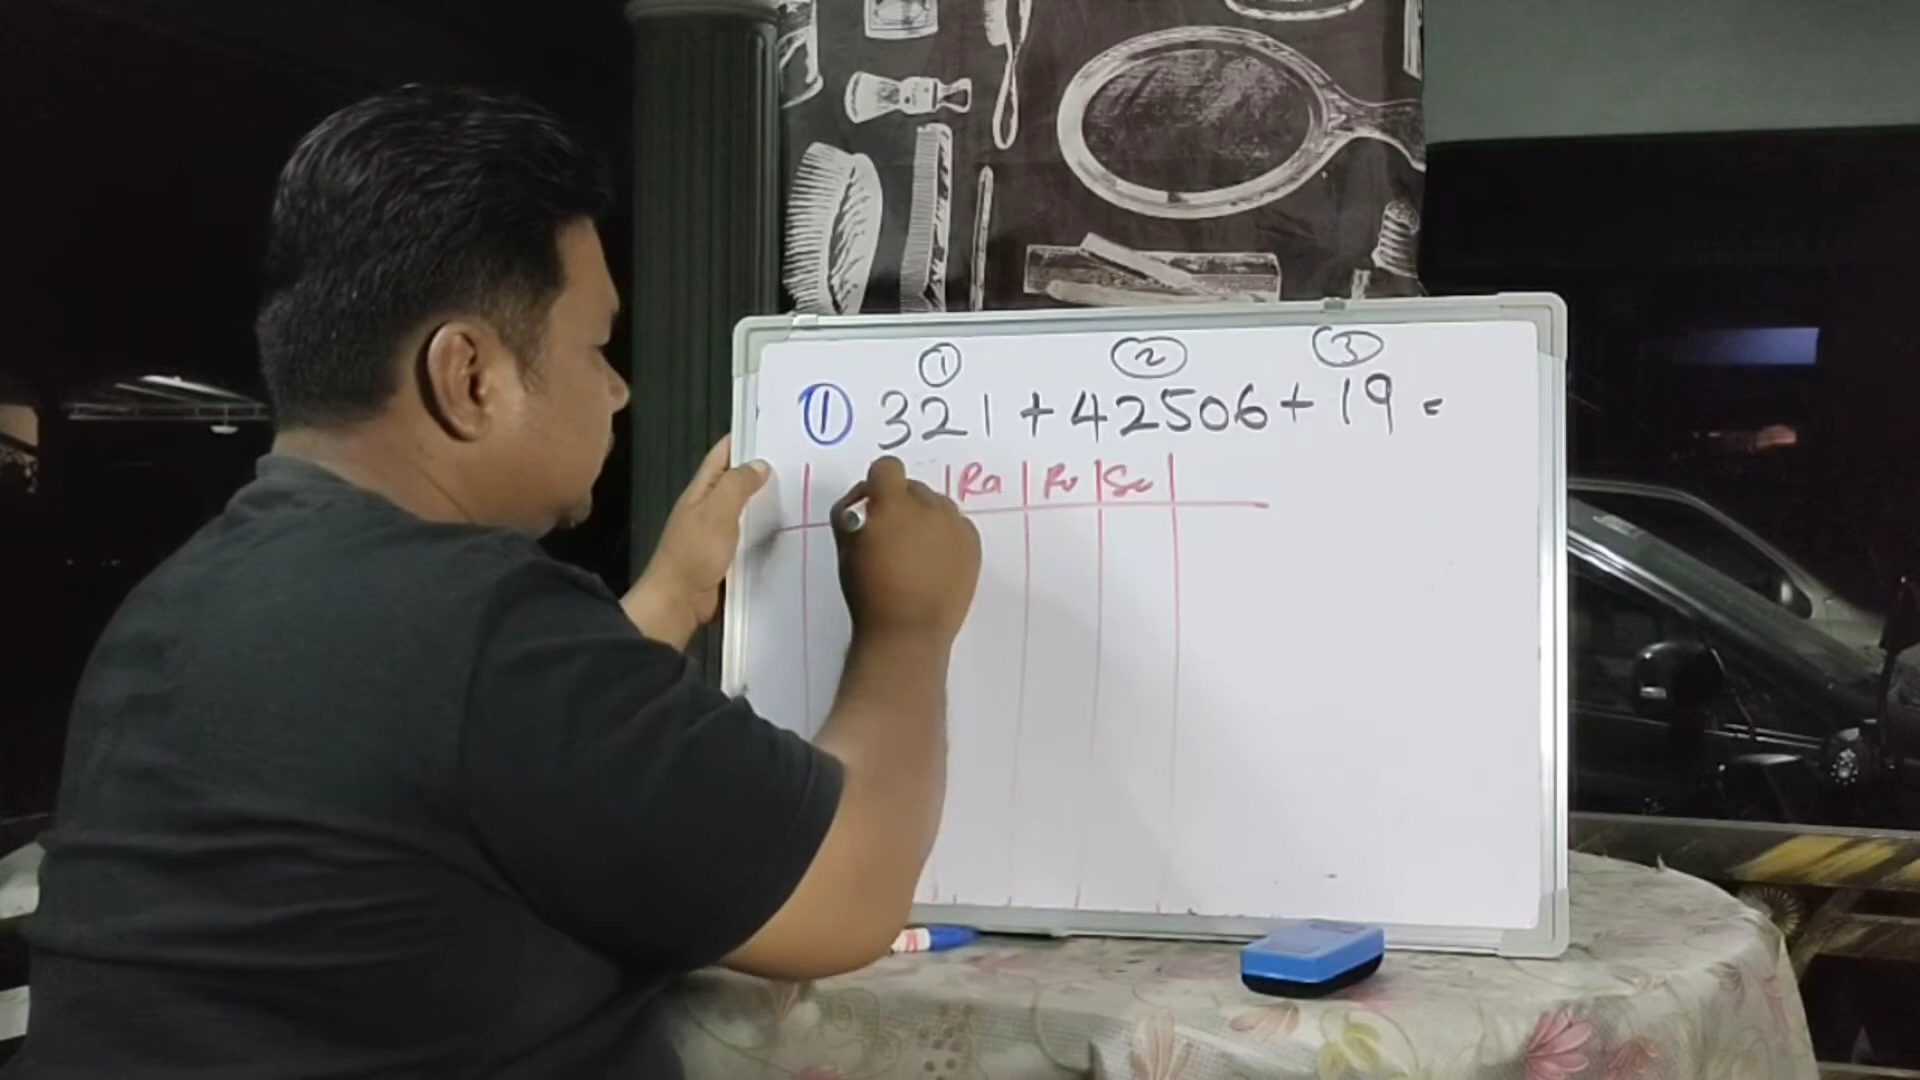 ① ② ③
① 321 + 42506 + 19 =
Ra Pu Sa